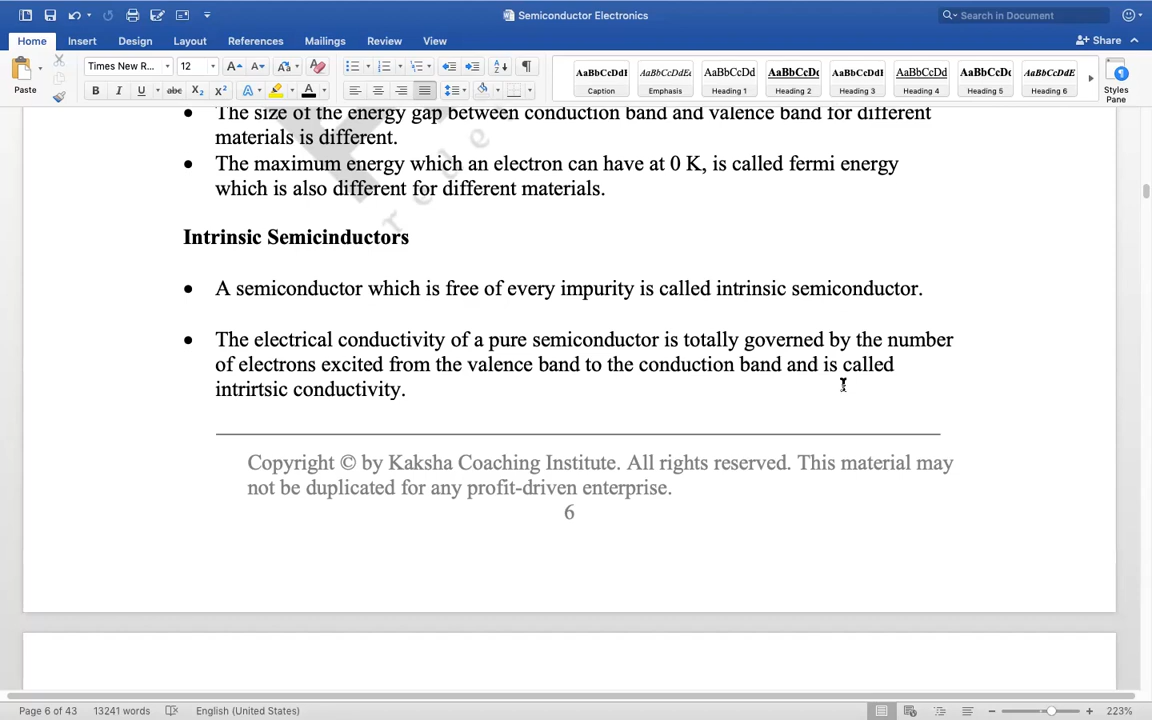 Semiconductor Electronics
Search in Document
Home Insert Design Layout References Mailings Review View
Share
Paste
Times New R... 12
AaBbCcDdI AaBbCcDdEe AaBbCcDd AaBbCcDc AaBbCcDdI AaBbCcDd AaBbCcDc AaBbCcDdE
Caption Emphasis Heading 1 Heading 2 Heading 3 Heading 4 Heading 5 Heading 6
Styles
Pane
• The size of the energy gap between conduction band and valence band for different
materials is different.
• The maximum energy which an electron can have at 0 K, is called fermi energy
which is also different for different materials.
Intrinsic Semicinductors
• A semiconductor which is free of every impurity is called intrinsic semiconductor.
• The electrical conductivity of a pure semiconductor is totally governed by the number
of electrons excited from the valence band to the conduction band and is called
intrirtsic conductivity.
Copyright © by Kaksha Coaching Institute. All rights reserved. This material may
not be duplicated for any profit-driven enterprise.
6
Page 6 of 43 13241 words English (United States) 223%